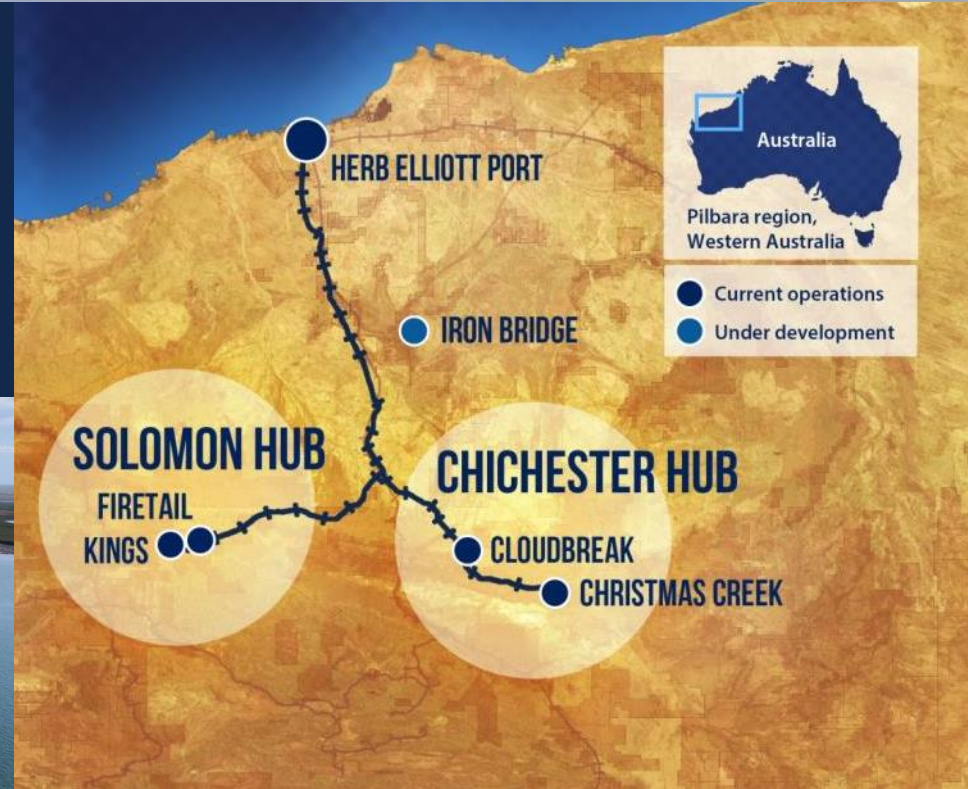 HERB ELLIOTT PORT
Australia
Pilbara region,
Western Australia
Current operations
Under development
IRON BRIDGE
SOLOMON HUB
FIRETAIL
KINGS
CHICHESTER HUB
CLOUDBREAK
CHRISTMAS CREEK